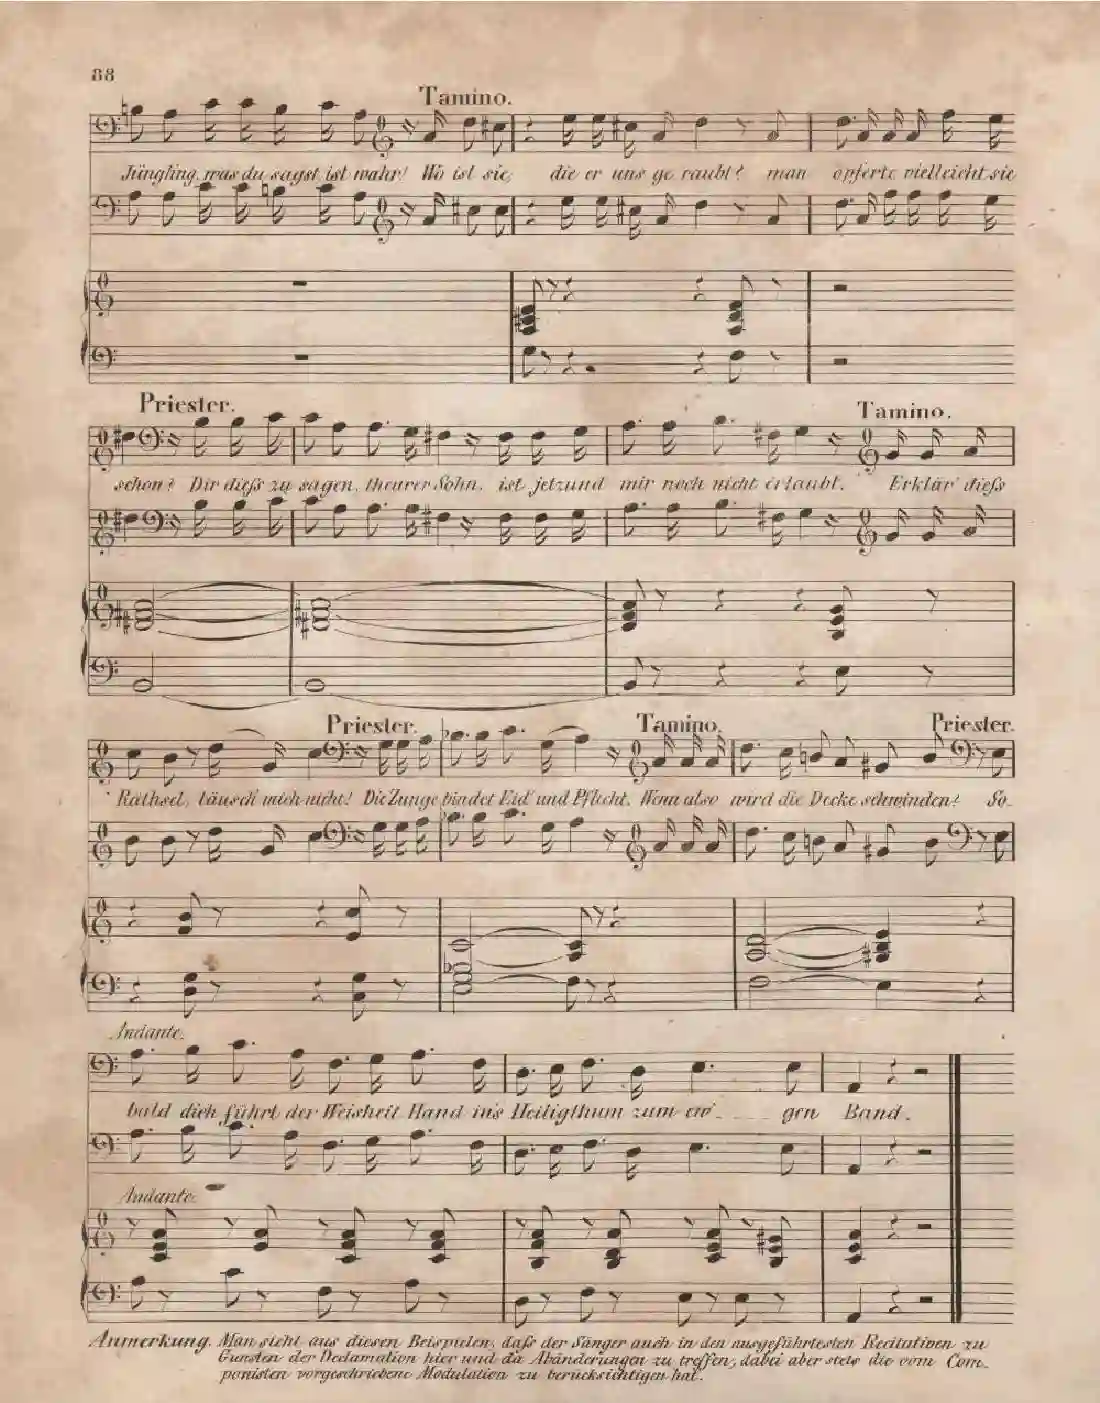 88
Tamino.
Jüngling, was du sagst, ist wahr! Wo ist sie, die er uns geraubt? man opferte vielleicht sie
Priester. Tamino.
schon? Dir diess zu sagen, theurer Sohn, ist jetzund mir noch nicht erlaubt. Erklär' diess
Priester. Tamino. Priester.
Räthsel, täusch mich nicht! Die Zunge bindet Eid und Pflicht. Wenn also wird die Decke schwinden? So-
Andante.
bald dich führt der Weisheit Hand in's Heiligthum zum ew - gen Band.
Andante.
Anmerkung. Man sieht aus diesen Beispielen, dass der Sänger auch in den ausgeführtesten Recitativen zu
Gunsten der Declamation hier und da Abänderungen zu treffen, dabei aber stets die vom Com-
ponisten vorgeschriebene Modulation zu berücksichtigen hat.